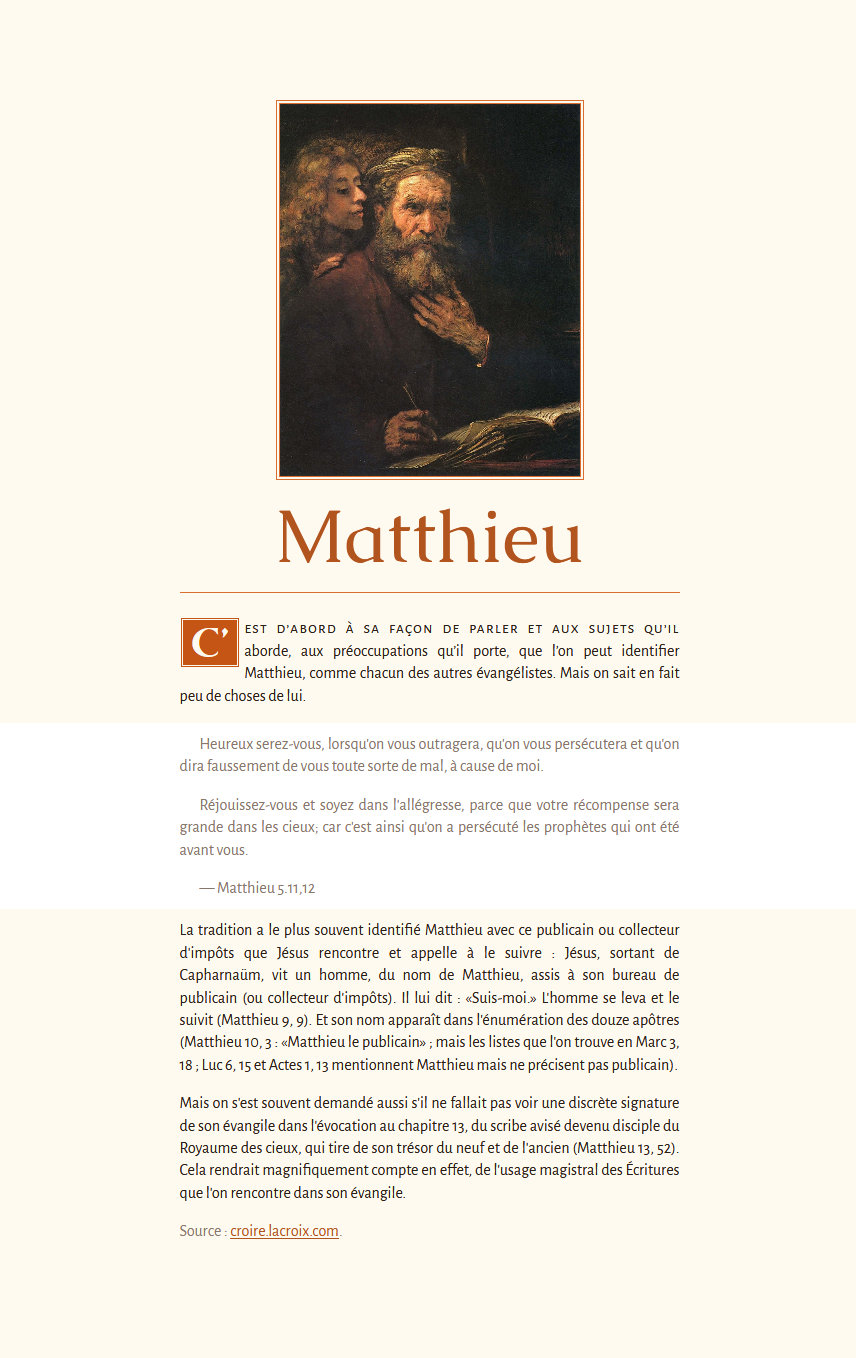 Matthieu
C’EST D’ABORD À SA FAÇON DE PARLER ET AUX SUJETS QU’IL
aborde, aux préoccupations qu’il porte, que l’on peut identifier
Matthieu, comme chacun des autres évangélistes. Mais on sait en fait
peu de choses de lui.
Heureux serez-vous, lorsqu'on vous outragera, qu'on vous persécutera et qu'on
dira faussement de vous toute sorte de mal, à cause de moi.
Réjouissez-vous et soyez dans l'allégresse, parce que votre récompense sera
grande dans les cieux; car c'est ainsi qu'on a persécuté les prophètes qui ont été
avant vous.
— Matthieu 5.11,12
La tradition a le plus souvent identifié Matthieu avec ce publicain ou collecteur
d'impôts que Jésus rencontre et appelle à le suivre : Jésus, sortant de
Capharnaüm, vit un homme, du nom de Matthieu, assis à son bureau de
publicain (ou collecteur d'impôts). Il lui dit : «Suis-moi.» L'homme se leva et le
suivit (Matthieu 9, 9). Et son nom apparaît dans l'énumération des douze apôtres
(Matthieu 10, 3 : «Matthieu le publicain» ; mais les listes que l'on trouve en Marc 3,
18 ; Luc 6, 15 et Actes 1, 13 mentionnent Matthieu mais ne précisent pas publicain).
Mais on s'est souvent demandé aussi s'il ne fallait pas voir une discrète signature
de son évangile dans l'évocation au chapitre 13, du scribe avisé devenu disciple du
Royaume des cieux, qui tire de son trésor du neuf et de l'ancien (Matthieu 13, 52).
Cela rendrait magnifiquement compte en effet, de l'usage magistral des Écritures
que l'on rencontre dans son évangile.
Source : croire.lacroix.com.